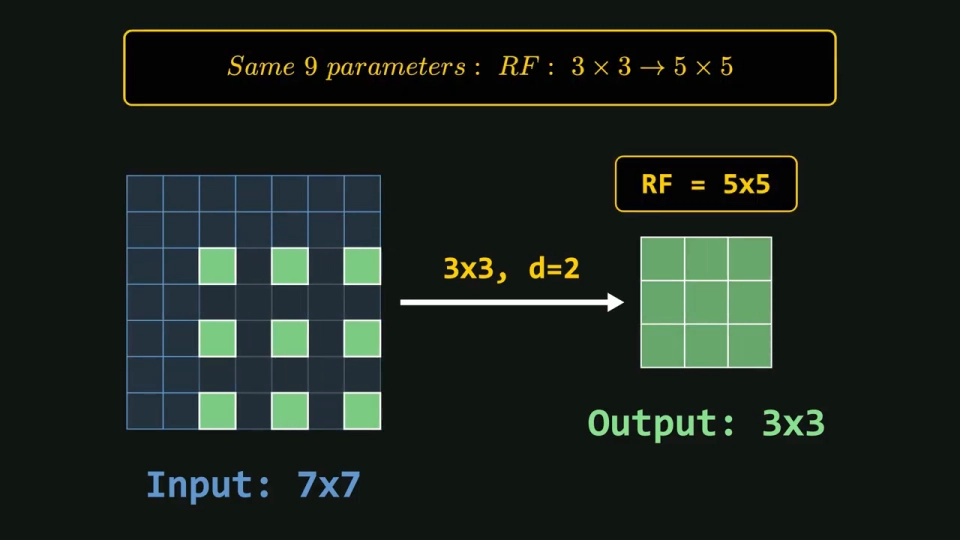 Same 9 parameters : RF : 3 × 3 → 5 × 5
RF = 5x5
3x3, d=2
Output: 3x3
Input: 7x7